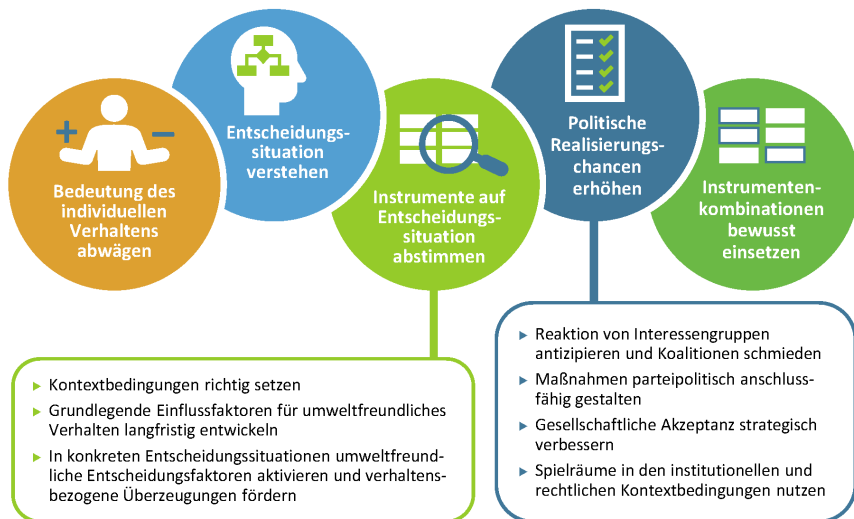 Bedeutung des
individuellen
Verhaltens
abwägen
Entscheidungs-
situation
verstehen
Instrumente auf
Entscheidungs-
situation
abstimmen
Politische
Realisierungs-
chancen
erhöhen
Instrumenten-
kombinationen
bewusst
einsetzen
Kontextbedingungen richtig setzen
Grundlegende Einflussfaktoren für umweltfreundliches
Verhalten langfristig entwickeln
In konkreten Entscheidungssituationen umweltfreund-
liche Entscheidungsfaktoren aktivieren und verhaltens-
bezogene Überzeugungen fördern
Reaktion von Interessengruppen
antizipieren und Koalitionen schmieden
Maßnahmen parteipolitisch anschluss-
fähig gestalten
Gesellschaftliche Akzeptanz strategisch
verbessern
Spielräume in den institutionellen und
rechtlichen Kontextbedingungen nutzen